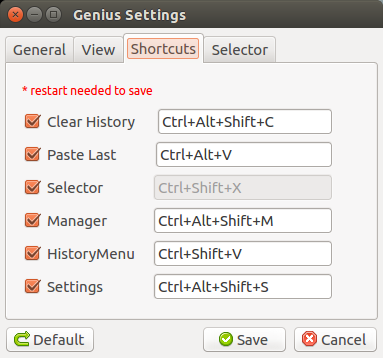 Genius Settings
General View Shortcuts Selector
* restart needed to save
Clear History Ctrl+Alt+Shift+C
Paste Last Ctrl+Alt+V
Selector Ctrl+Shift+X
Manager Ctrl+Alt+Shift+M
HistoryMenu Ctrl+Shift+V
Settings Ctrl+Alt+Shift+S
Default Save Cancel